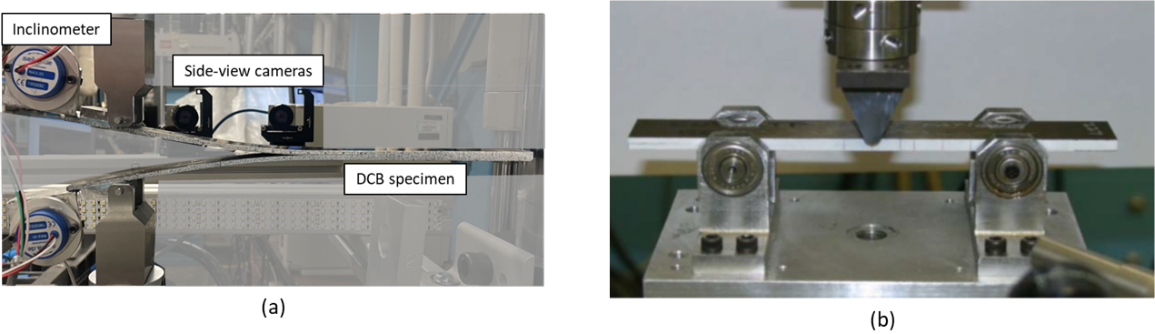 Inclinometer
Side-view cameras
DCB specimen
(a)
(b)